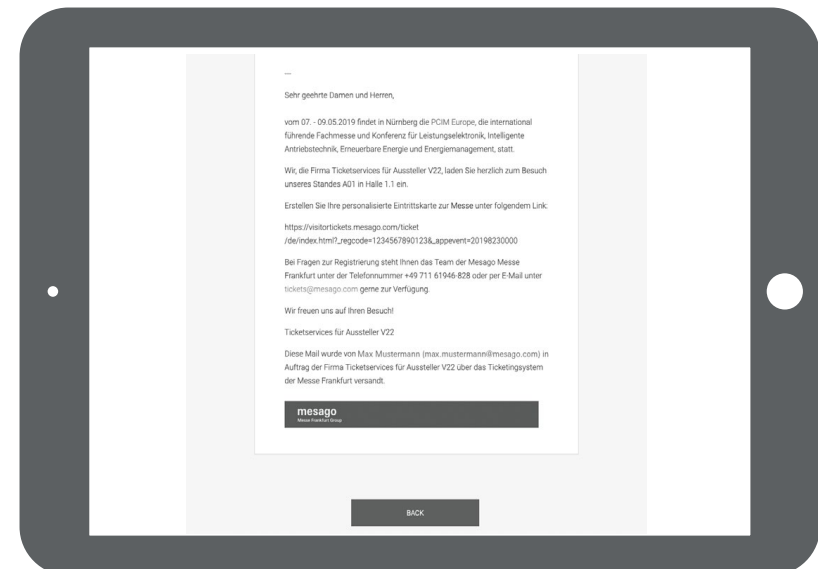 ---
Sehr geehrte Damen und Herren,
vom 07. - 09.05.2019 findet in Nürnberg die PCIM Europe, die international
führende Fachmesse und Konferenz für Leistungselektronik, Intelligente
Antriebstechnik, Erneuerbare Energie und Energiemanagement, statt.
Wir, die Firma Ticketservices für Aussteller V22, laden Sie herzlich zum Besuch
unseres Standes A01 in Halle 1.1 ein.
Erstellen Sie Ihre personalisierte Eintrittskarte zur Messe unter folgendem Link:
https://visitortickets.mesago.com/ticket
/de/index.html?_regcode=1234567890123&_appevent=20198230000
Bei Fragen zur Registrierung steht Ihnen das Team der Mesago Messe
Frankfurt unter der Telefonnummer +49 711 61946-828 oder per E-Mail unter
tickets@mesago.com gerne zur Verfügung.
Wir freuen uns auf Ihren Besuch!
Ticketservices für Aussteller V22
Diese Mail wurde von Max Mustermann (max.mustermann@mesago.com) in
Auftrag der Firma Ticketservices für Aussteller V22 über das Ticketingsystem
der Messe Frankfurt versandt.
mesago
Messe Frankfurt Group
BACK